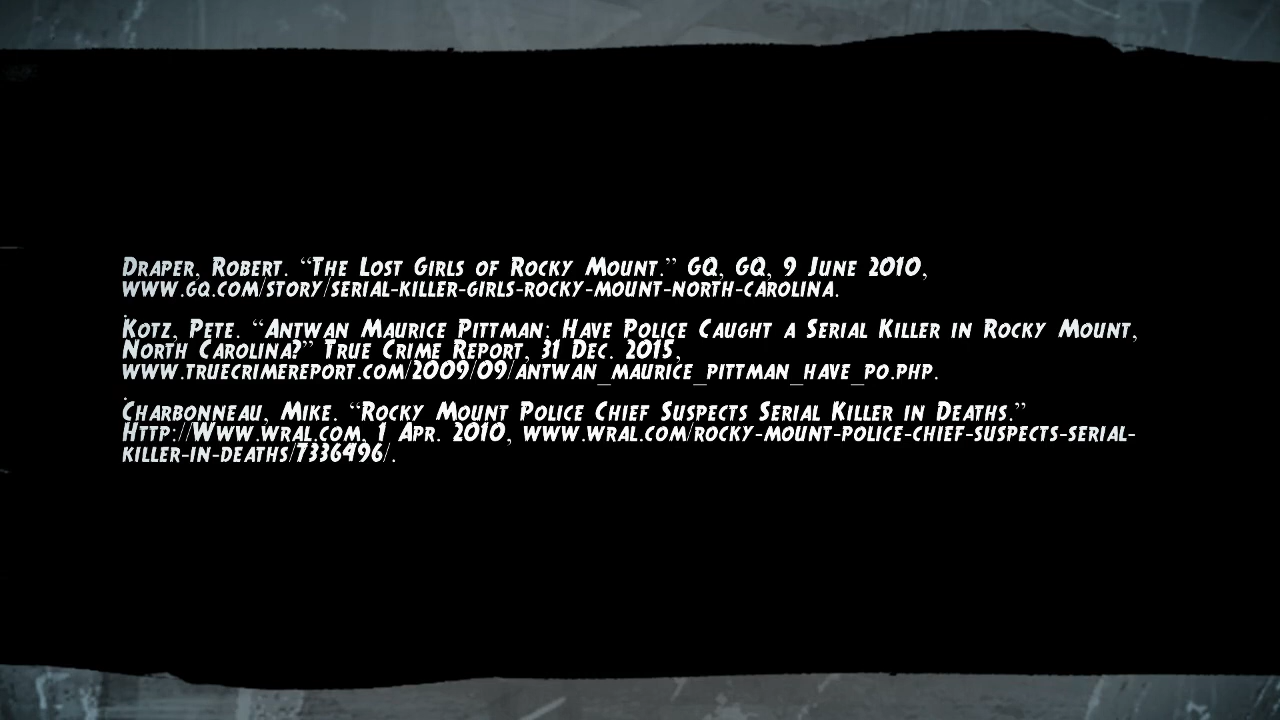 Draper, Robert. “The Lost Girls of Rocky Mount.” GQ, GQ, 9 June 2010,
www.gq.com/story/serial-killer-girls-rocky-mount-north-carolina.
.
Kotz, Pete. “Antwan Maurice Pittman: Have Police Caught a Serial Killer in Rocky Mount,
North Carolina?” True Crime Report, 31 Dec. 2015,
www.truecrimereport.com/2009/09/antwan_maurice_pittman_have_po.php.
.
Charbonneau, Mike. “Rocky Mount Police Chief Suspects Serial Killer in Deaths.”
Http://Www.wral.com, 1 Apr. 2010, www.wral.com/rocky-mount-police-chief-suspects-serial-
killer-in-deaths/7336496/.